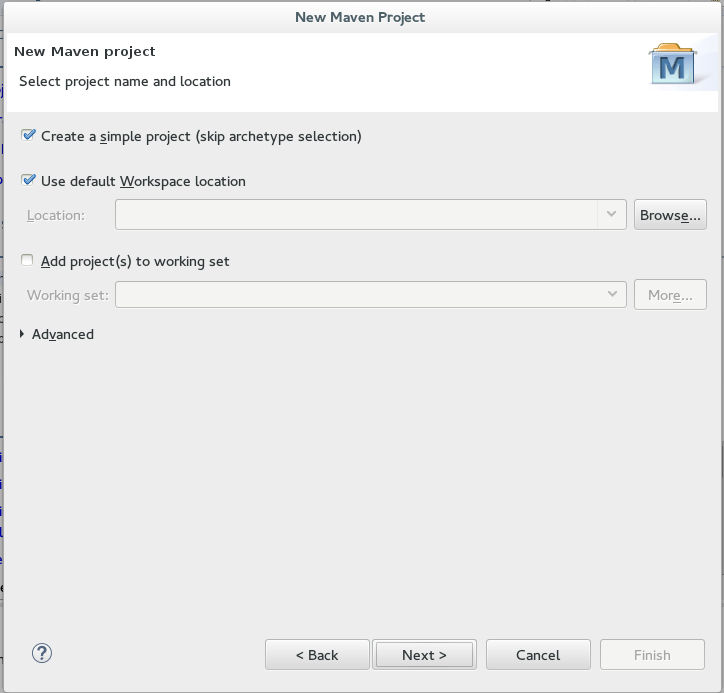 New Maven Project
New Maven project
Select project name and location
M
Create a simple project (skip archetype selection)
Use default Workspace location
Location:
Browse...
Add project(s) to working set
Working set:
More...
Advanced
?
< Back
Next >
Cancel
Finish